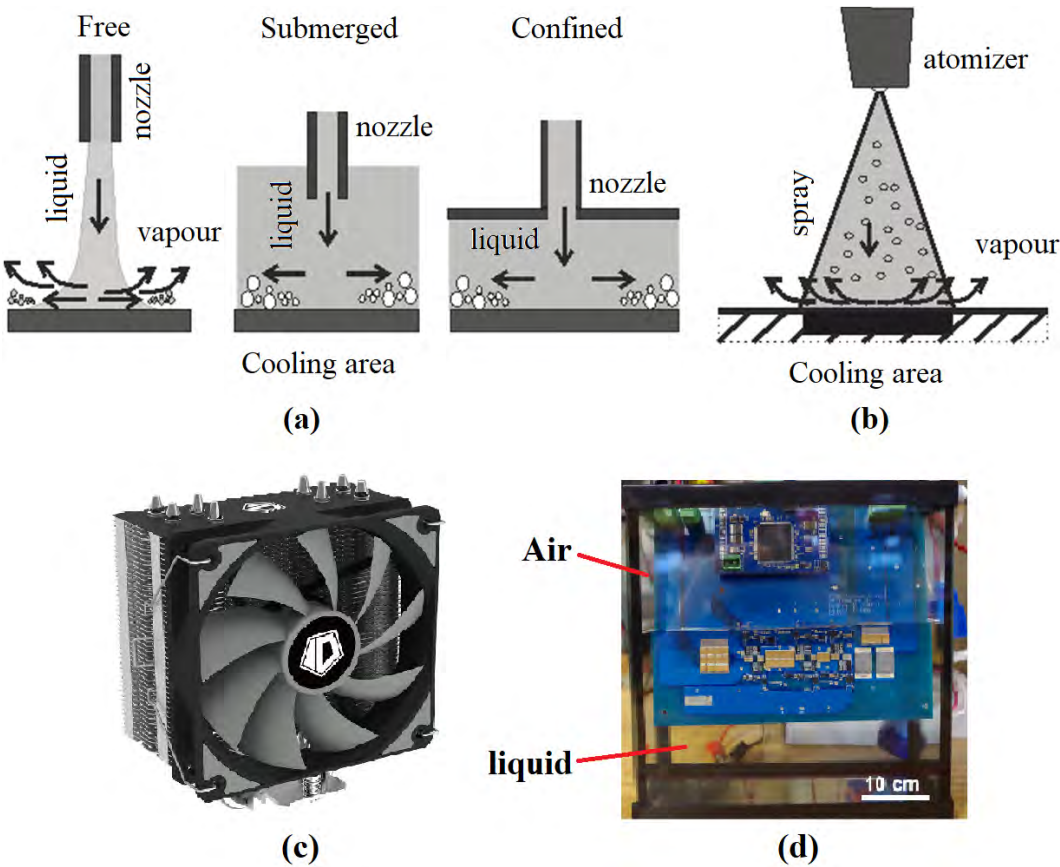 Free
Submerged
Confined
nozzle
liquid
vapour
nozzle
liquid
nozzle
liquid
Cooling area
(a)
atomizer
spray
vapour
Cooling area
(b)
(c)
Air
liquid
10 cm
(d)